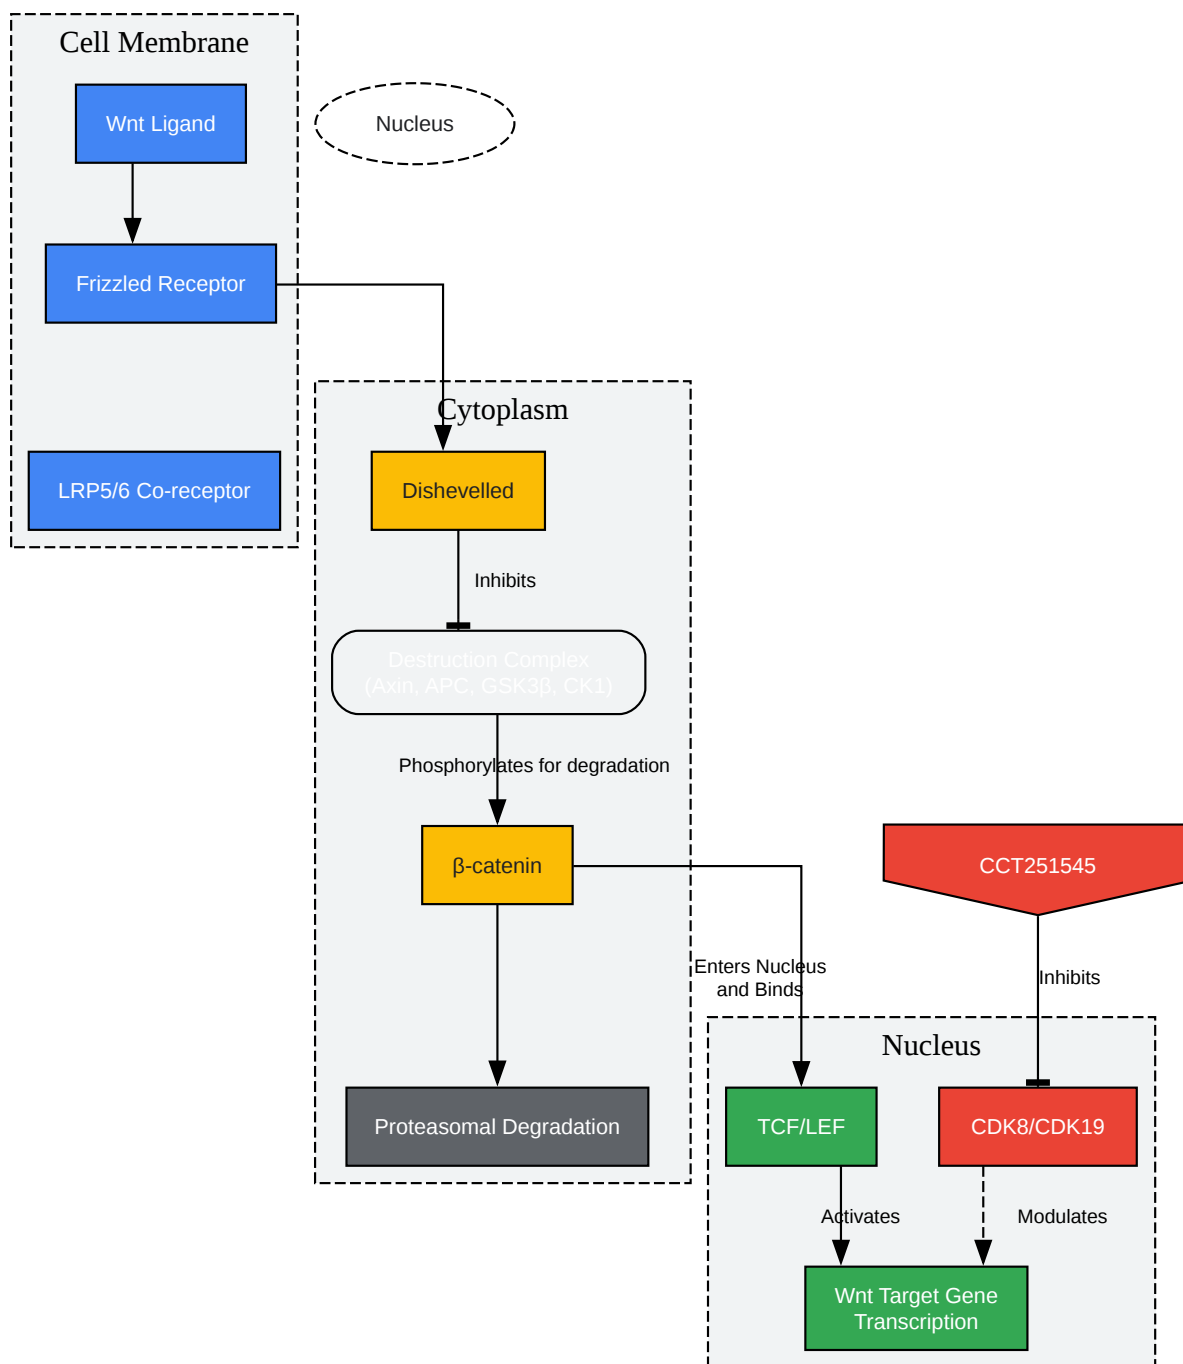 Cell Membrane
Wnt Ligand
Nucleus
Frizzled Receptor
Cytoplasm
LRP5/6 Co-receptor
Dishevelled
Inhibits
Destruction Complex
(Axin, APC, GSK3β, CK1)
Phosphorylates for degradation
β-catenin
CCT251545
Enters Nucleus
and Binds
Inhibits
Nucleus
Proteasomal Degradation
TCF/LEF
CDK8/CDK19
Activates
Modulates
Wnt Target Gene
Transcription